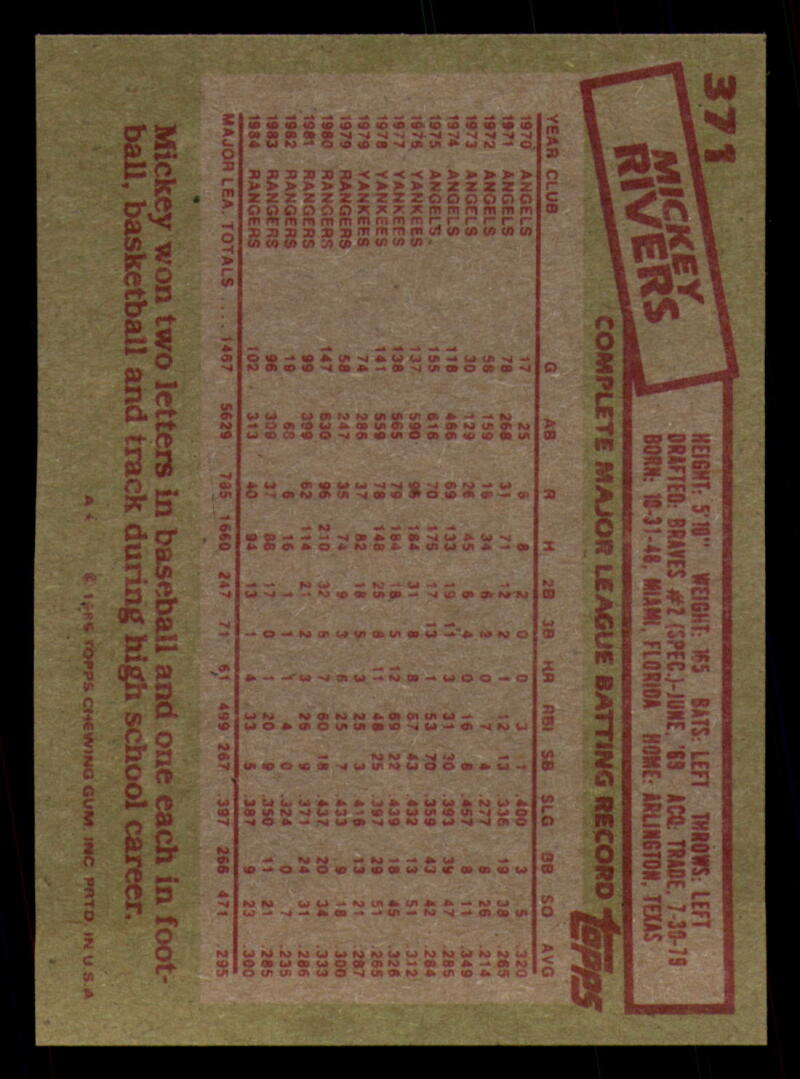 371
MICKEY
RIVERS
HEIGHT: 5'10" WEIGHT: 165 BATS: LEFT THROWS: LEFT
DRAFTED: BRAVES #2 (SPEC.)-JUNE, '69 ACQ: TRADE, 7-30-79
BORN: 10-31-48, MIAMI, FLORIDA HOME: ARLINGTON, TEXAS
COMPLETE MAJOR LEAGUE BATTING RECORD topps
YEAR CLUB G AB R H 2B 3B HR RBI SB SLG BB SO AVG
1970 ANGELS 17 25 6 8 2 0 0 3 1 .400 3 5 .320
1971 ANGELS 78 268 31 71 12 2 1 12 13 .336 19 38 .265
1972 ANGELS 58 159 16 34 6 2 0 7 4 .277 8 26 .214
1973 ANGELS 30 129 26 45 6 4 0 16 8 .457 8 11 .349
1974 ANGELS 118 466 69 133 19 11 3 31 30 .393 39 47 .285
1975 ANGELS 155 616 70 175 17 13 1 53 70 .359 43 42 .284
1976 YANKEES 137 590 95 184 31 8 8 67 43 .432 13 51 .312
1977 YANKEES 138 565 79 184 18 5 12 69 22 .439 18 45 .326
1978 YANKEES 141 559 78 148 25 8 11 48 25 .397 29 51 .265
1979 YANKEES 74 286 37 82 18 5 3 25 3 .416 13 21 .287
1979 RANGERS 58 247 35 74 9 3 6 25 7 .433 9 18 .300
1980 RANGERS 147 630 96 210 32 6 7 60 18 .437 20 34 .333
1981 RANGERS 99 399 62 114 21 2 3 26 9 .371 24 31 .286
1982 RANGERS 19 68 6 16 1 1 1 4 0 .324 0 7 .235
1983 RANGERS 96 309 37 88 17 0 1 20 9 .350 11 21 .285
1984 RANGERS 102 313 40 94 13 1 4 33 5 .387 9 23 .300
MAJOR LEA. TOTALS .... 1467 5629 785 1660 247 71 61 499 267 .397 266 471 .295
Mickey won two letters in baseball and one each in foot-
ball, basketball and track during high school career.
© 1985 TOPPS CHEWING GUM, INC. PRTD. IN U.S.A.